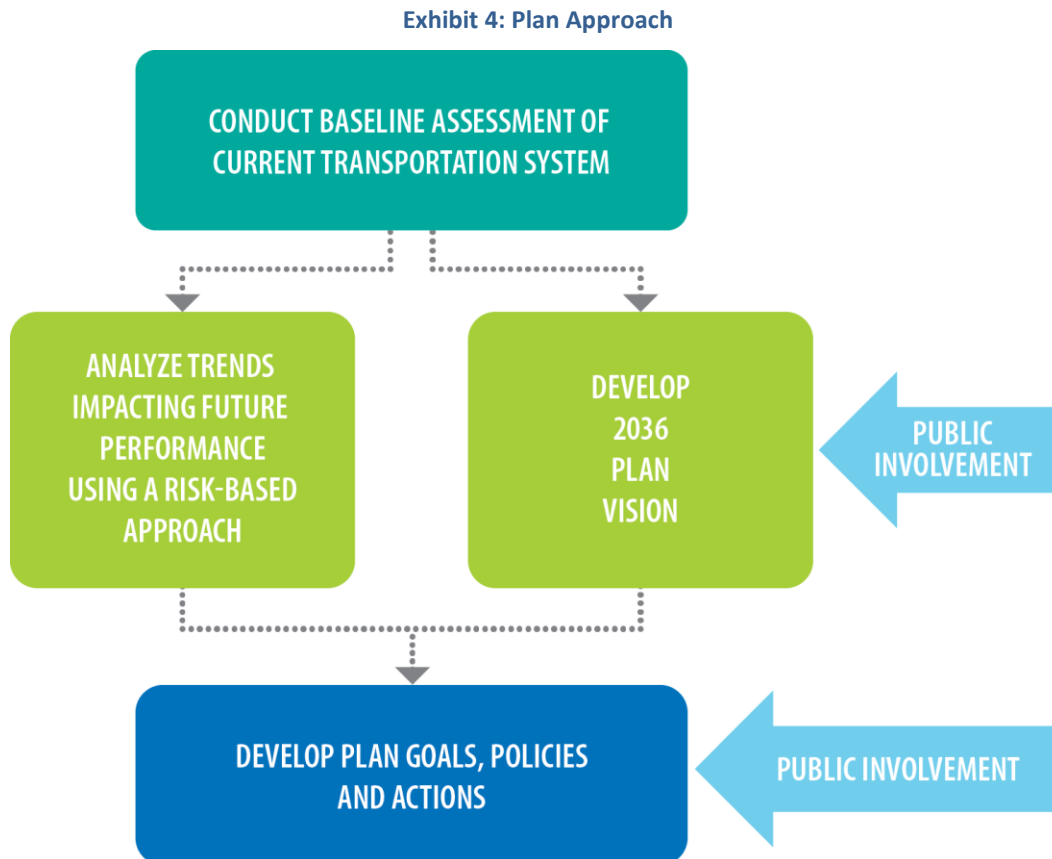 Exhibit 4: Plan Approach
CONDUCT BASELINE ASSESSMENT OF
CURRENT TRANSPORTATION SYSTEM
ANALYZE TRENDS
IMPACTING FUTURE
PERFORMANCE
USING A RISK-BASED
APPROACH
DEVELOP
2036
PLAN
VISION
PUBLIC
INVOLVEMENT
DEVELOP PLAN GOALS, POLICIES
AND ACTIONS
PUBLIC INVOLVEMENT